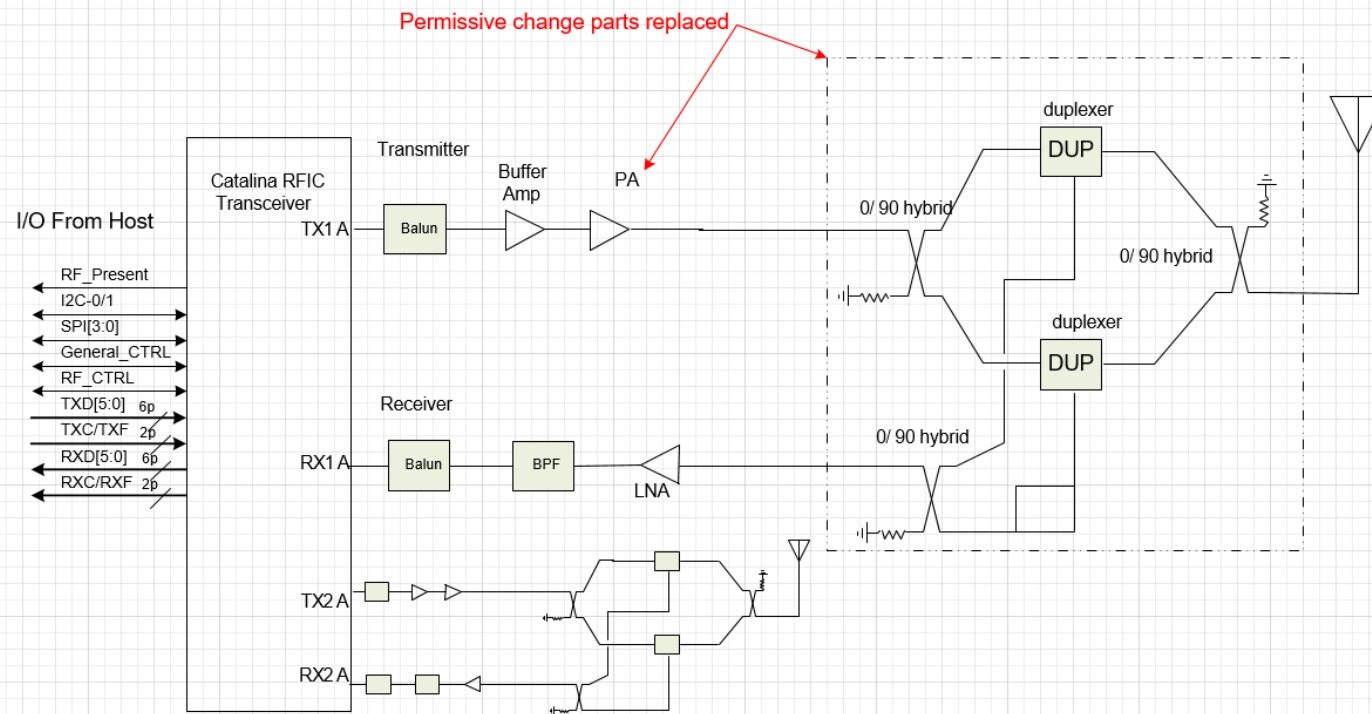 Permissive change parts replaced
duplexer
DUP
Transmitter
Buffer
Amp
PA
Catalina RFIC
Transceiver
I/O From Host
TX1 A
Balun
0/ 90 hybrid
0/ 90 hybrid
RF_Present
I2C-0/1
SPI[3:0]
General_CTRL
RF_CTRL
TXD[5:0] 6p
TXC/TXF 2p
RXD[5:0] 6p
RXC/RXF 2p
duplexer
DUP
Receiver
0/ 90 hybrid
RX1 A
Balun
BPF
LNA
TX2 A
RX2 A